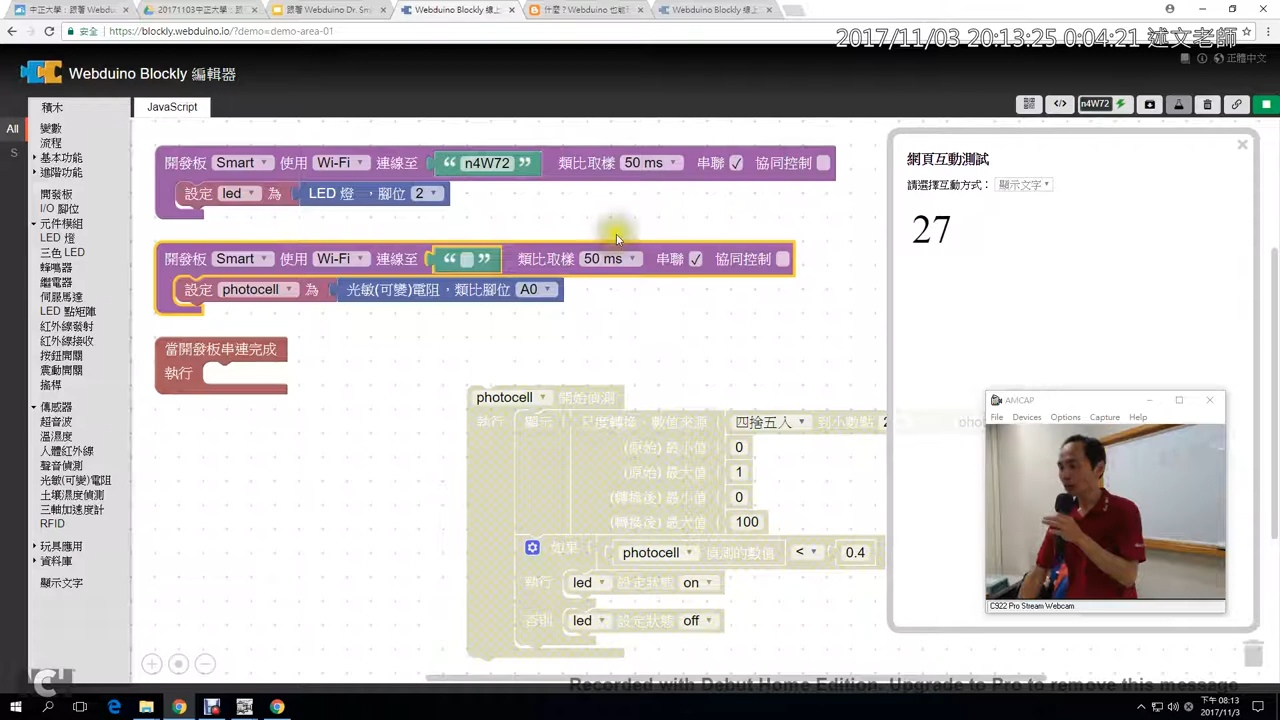 中正大學：跟著 Webdu
20171103中正大學 -
跟著 Webduino Dr. Sny
Webduino Blockly 線上
什麼？Webduino 也能
Webduino Blockly 線上
安全 https://blockly.webduino.io/?demo=demo-area-01
2017/11/03 20:13:25 0:04:21 述文老師
Webduino Blockly 編輯器
正體中文
積木
JavaScript
n4W72
All
S
變數
流程
基本功能
進階功能
開發板
I/O 腳位
元件模組
LED 燈
三色 LED
蜂鳴器
繼電器
伺服馬達
LED 點矩陣
紅外線發射
紅外線接收
按鈕開關
震動開關
搖桿
傳感器
超音波
溫濕度
人體紅外線
聲音偵測
光敏(可變)電阻
土壤濕度偵測
三軸加速度計
RFID
玩具應用
資料庫
顯示文字
開發板 Smart 使用 Wi-Fi 連線至 “ n4W72 ” 類比取樣 50 ms 串聯 協同控制
設定 led 為 LED 燈，腳位 2
開發板 Smart 使用 Wi-Fi 連線至 “ ” 類比取樣 50 ms 串聯 協同控制
設定 photocell 為 光敏(可變)電阻，類比腳位 A0
當開發板串連完成
執行
photocell 開始偵測
執行 顯示 尺度轉換，數值來源 四捨五入 到小數點 2
(原始) 最小值 0
(原始) 最大值 1
(轉換後) 最小值 0
(轉換後) 最大值 100
如果 photocell 偵測的數值 < 0.4
執行 led 設定狀態 on
否則 led 設定狀態 off
網頁互動測試
請選擇互動方式： 顯示文字
27
AMCAP
File Devices Options Capture Help
C922 Pro Stream Webcam
Recorded with Debut Home Edition. Upgrade to Pro to remove this message
下午 08:13
2017/11/3